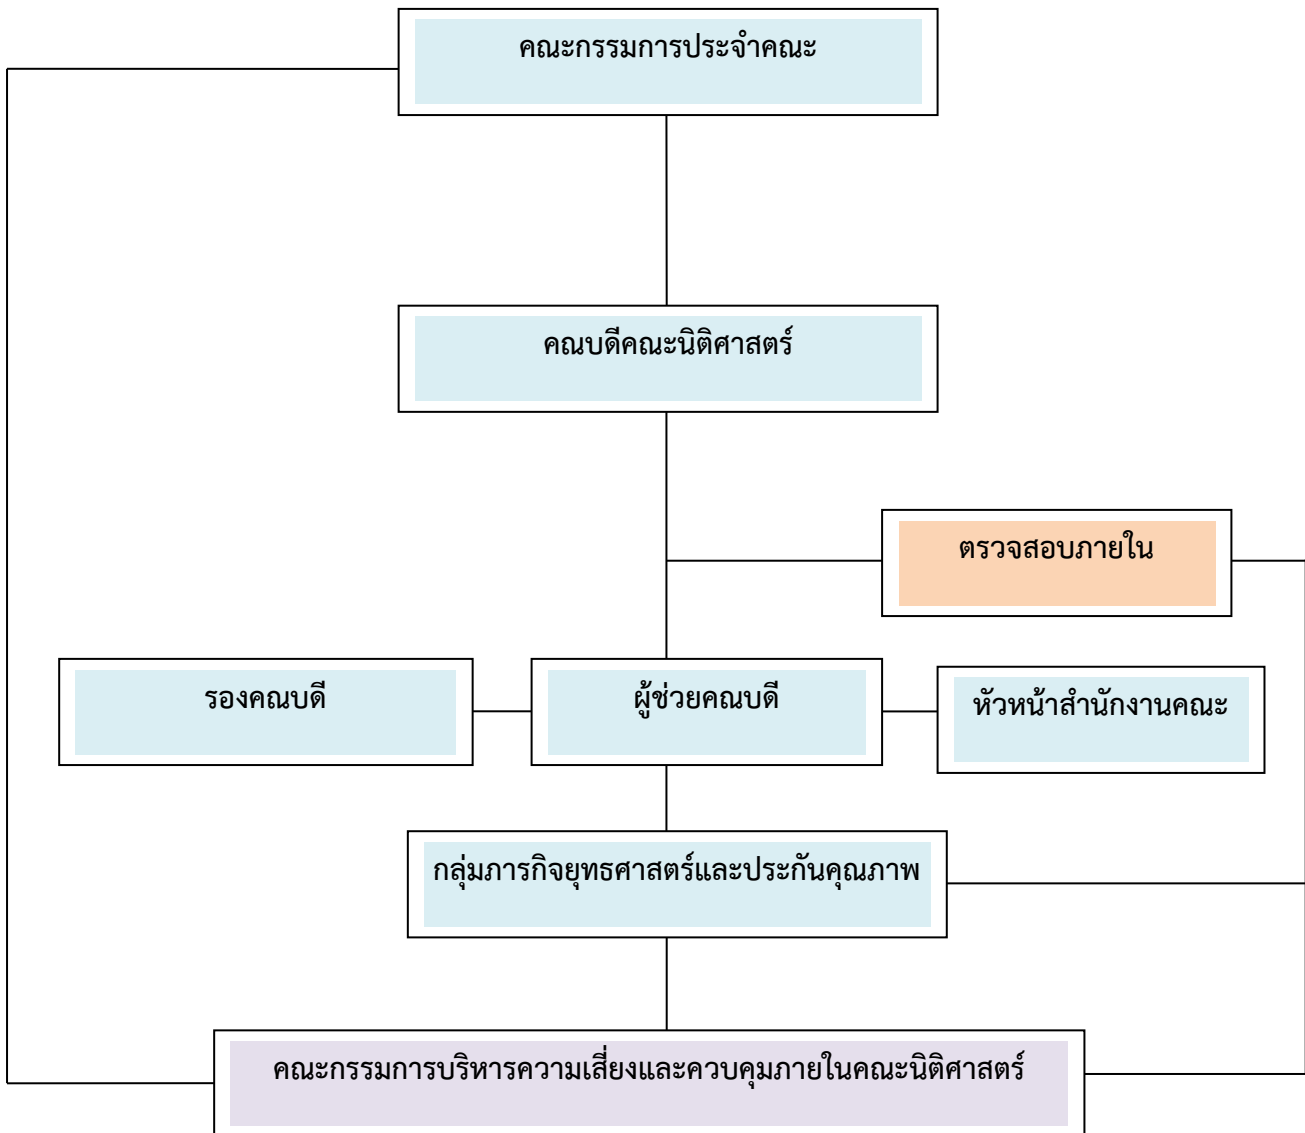 คณะกรรมการประจำคณะ
คณบดีคณะนิติศาสตร์
ตรวจสอบภายใน
รองคณบดี
ผู้ช่วยคณบดี
หัวหน้าสำนักงานคณะ
กลุ่มภารกิจยุทธศาสตร์และประกันคุณภาพ
คณะกรรมการบริหารความเสี่ยงและควบคุมภายในคณะนิติศาสตร์